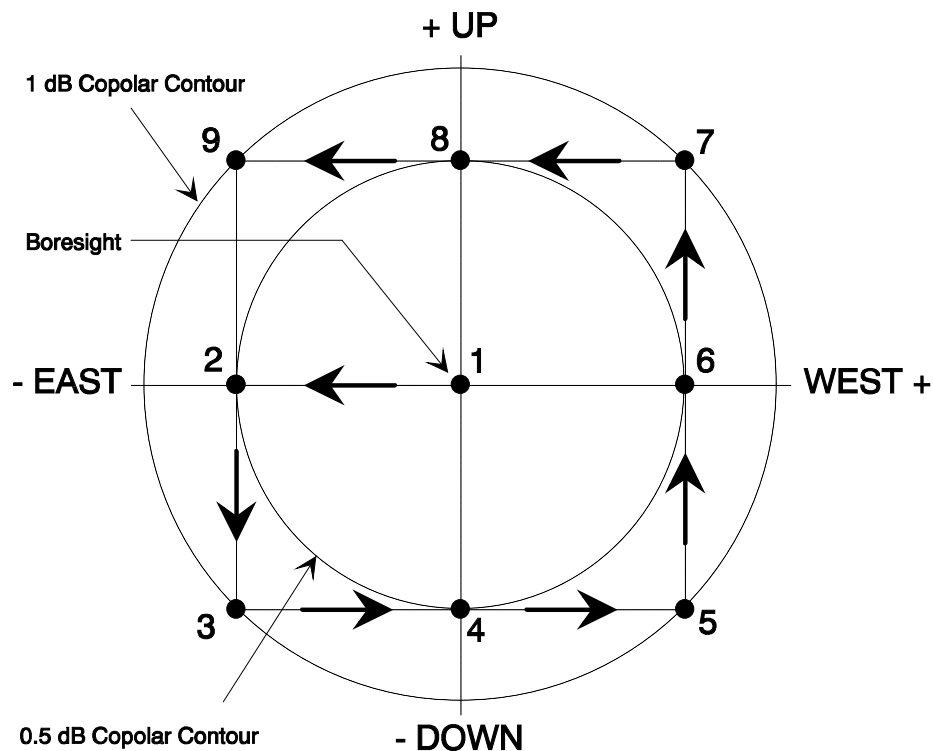 + UP
1 dB Copolar Contour
9
8
7
Boresight
2
1
6
- EAST
WEST +
3
4
5
0.5 dB Copolar Contour
- DOWN